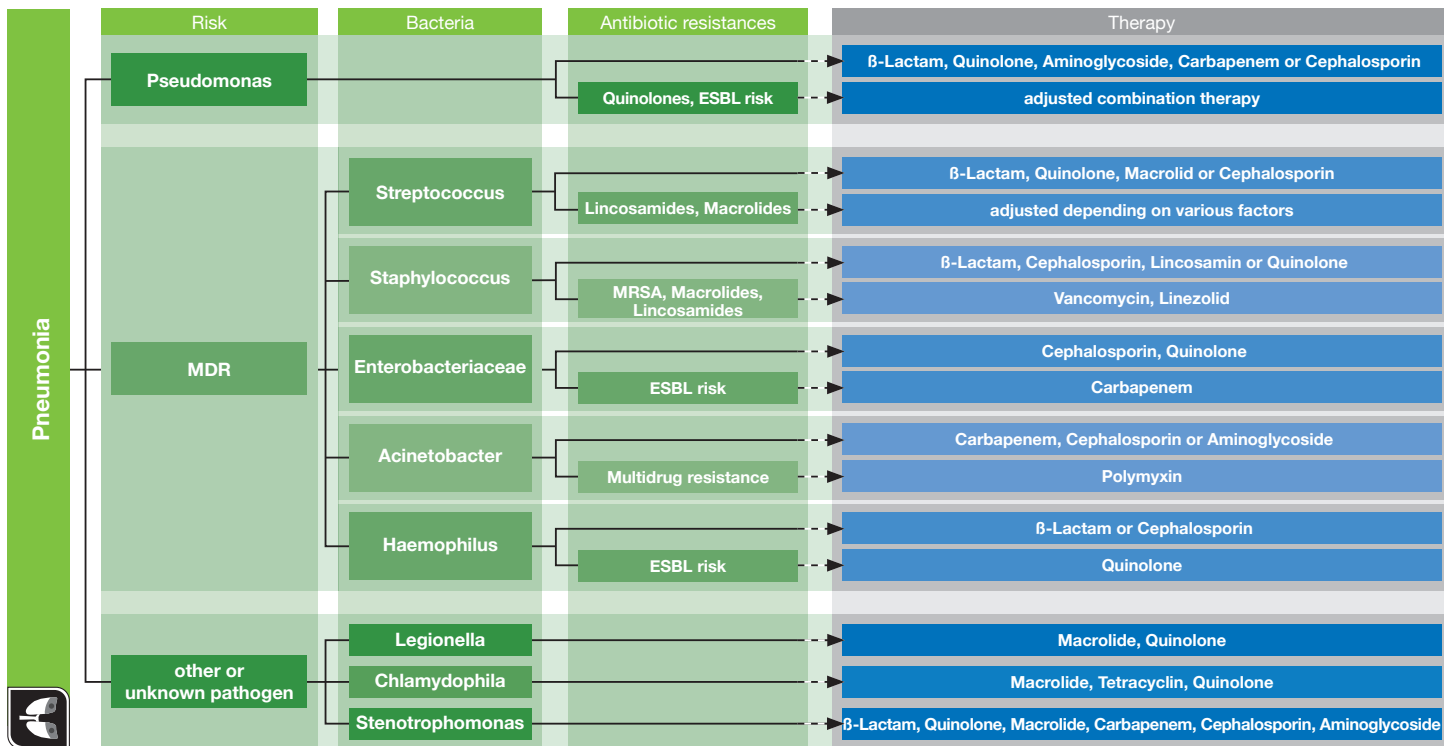 Risk
Bacteria
Antibiotic resistances
Therapy
Pneumonia
Pseudomonas
ß-Lactam, Quinolone, Aminoglycoside, Carbapenem or Cephalosporin
Quinolones, ESBL risk
adjusted combination therapy
MDR
Streptococcus
ß-Lactam, Quinolone, Macrolid or Cephalosporin
Lincosamides, Macrolides
adjusted depending on various factors
Staphylococcus
ß-Lactam, Cephalosporin, Lincosamin or Quinolone
MRSA, Macrolides,
Lincosamides
Vancomycin, Linezolid
Enterobacteriaceae
Cephalosporin, Quinolone
ESBL risk
Carbapenem
Acinetobacter
Carbapenem, Cephalosporin or Aminoglycoside
Multidrug resistance
Polymyxin
Haemophilus
ß-Lactam or Cephalosporin
ESBL risk
Quinolone
other or
unknown pathogen
Legionella
Macrolide, Quinolone
Chlamydophila
Macrolide, Tetracyclin, Quinolone
Stenotrophomonas
ß-Lactam, Quinolone, Macrolide, Carbapenem, Cephalosporin, Aminoglycoside